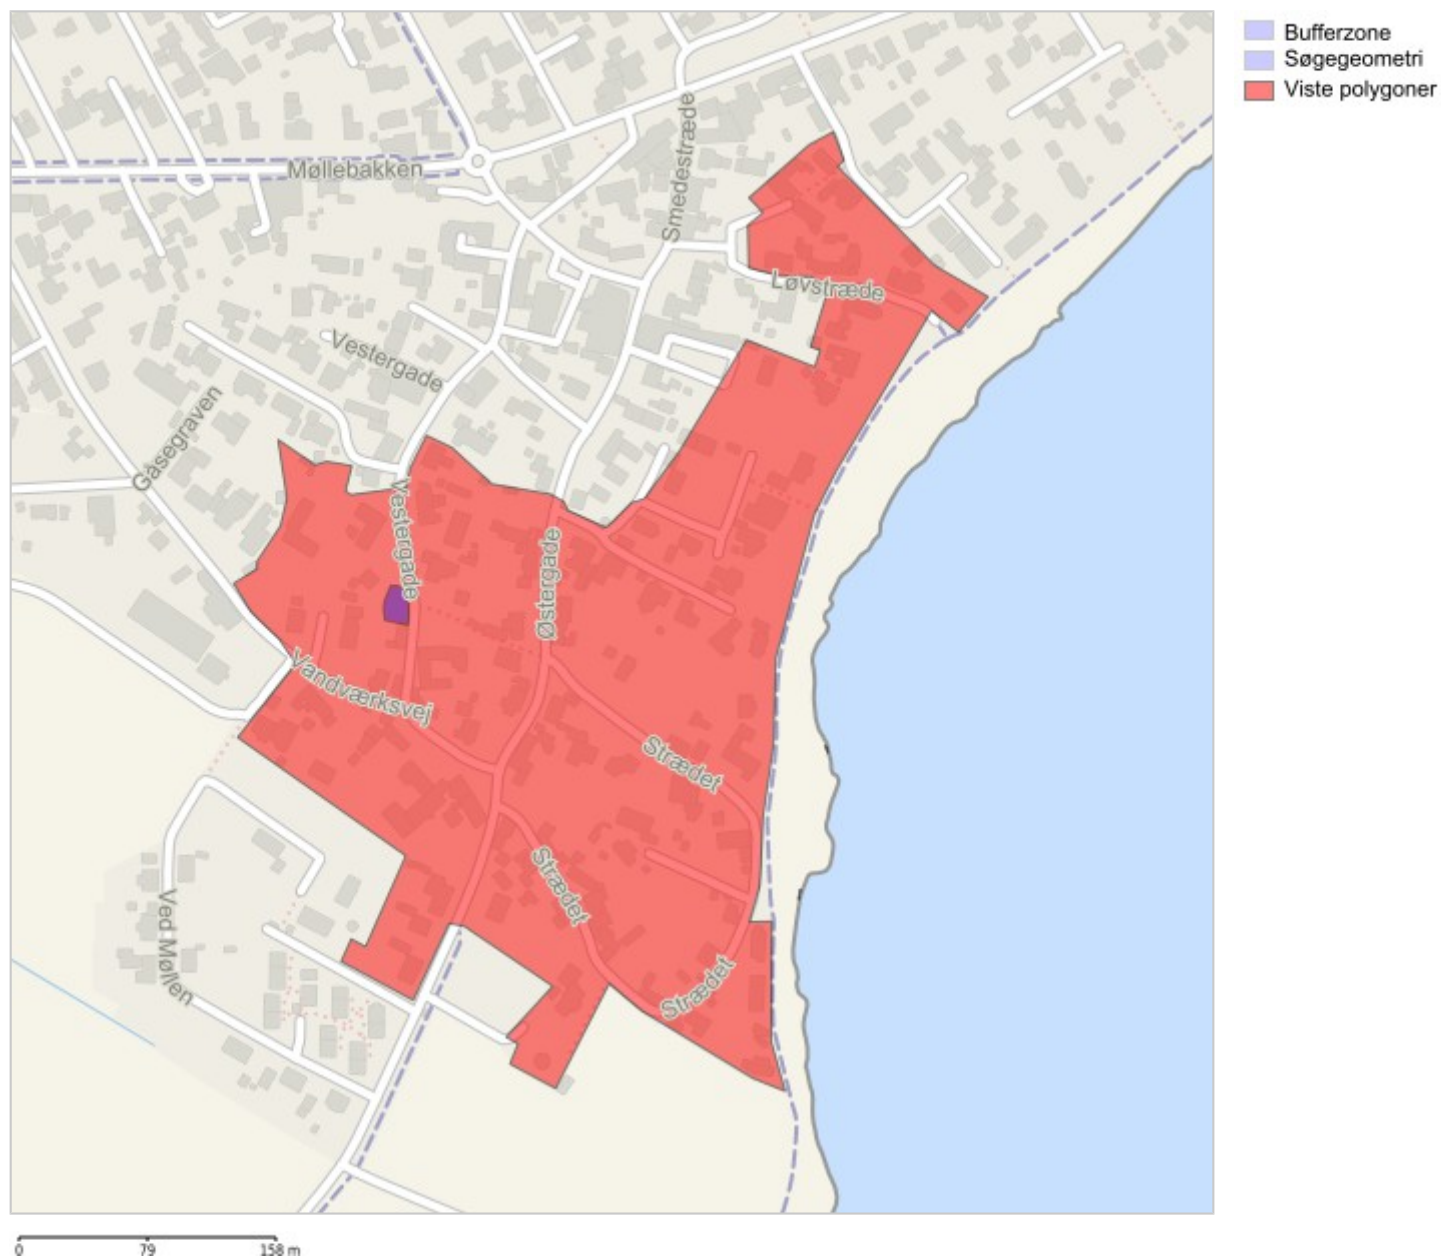 Bufferzone
Søgegeometri
Viste polygoner
Møllebakken
Smedestræde
Løvstræde
Vestergade
Gåsegraven
Vestergade
Østergade
Vandværksvej
Strædet
Strædet
Ved Møllen
Strædet
0 79 158 m